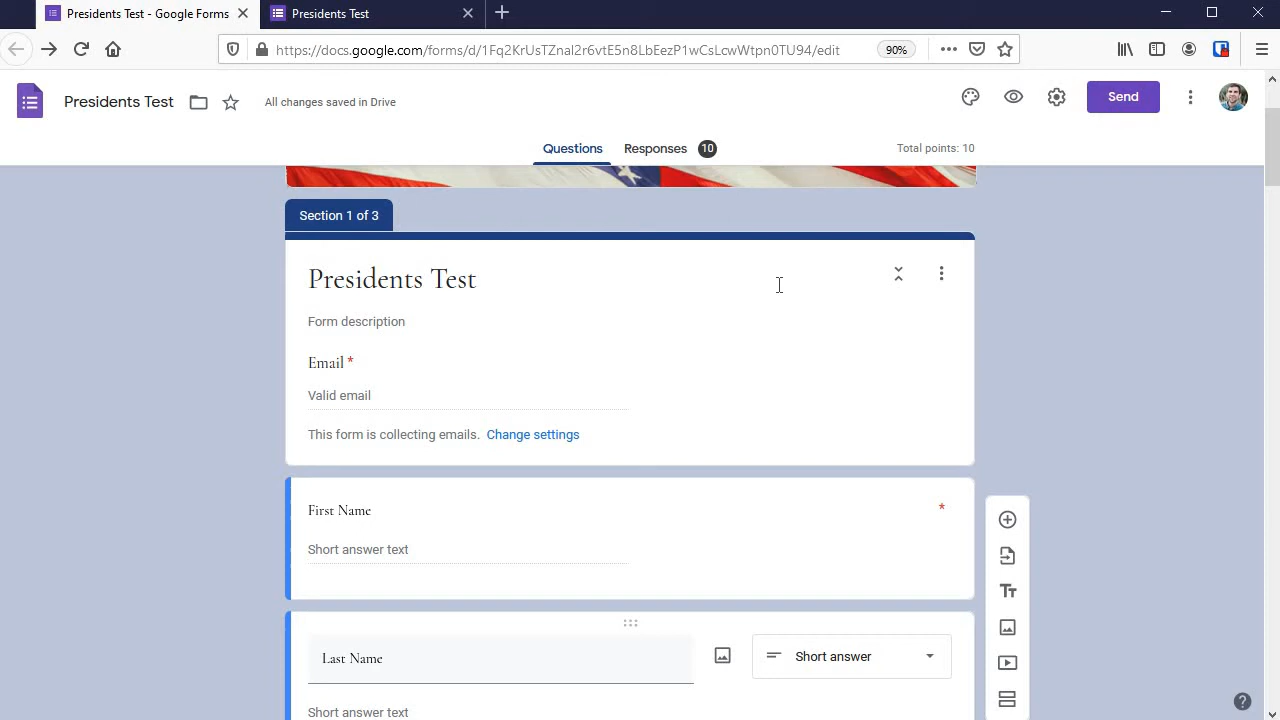 Presidents Test - Google Forms
Presidents Test
https://docs.google.com/forms/d/1Fq2KrUsTZnal2r6vtE5n8LbEezP1wCsLcwWtpn0TU94/edit
90%
Presidents Test
All changes saved in Drive
Send
Questions
Responses 10
Total points: 10
Section 1 of 3
Presidents Test
Form description
Email *
Valid email
This form is collecting emails. Change settings
First Name *
Short answer text
Last Name
Short answer
Short answer text